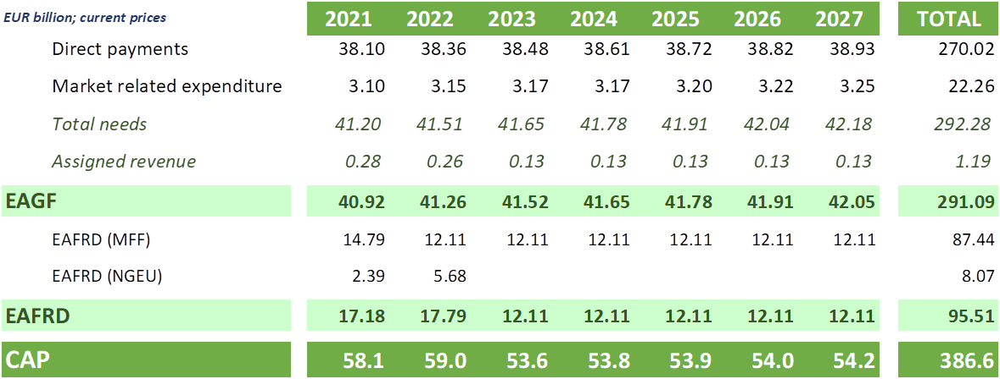 EUR billion; current prices 2021 2022 2023 2024 2025 2026 2027 TOTAL
Direct payments 38.10 38.36 38.48 38.61 38.72 38.82 38.93 270.02
Market related expenditure 3.10 3.15 3.17 3.17 3.20 3.22 3.25 22.26
Total needs 41.20 41.51 41.65 41.78 41.91 42.04 42.18 292.28
Assigned revenue 0.28 0.26 0.13 0.13 0.13 0.13 0.13 1.19
EAGF 40.92 41.26 41.52 41.65 41.78 41.91 42.05 291.09
EAFRD (MFF) 14.79 12.11 12.11 12.11 12.11 12.11 12.11 87.44
EAFRD (NGEU) 2.39 5.68 8.07
EAFRD 17.18 17.79 12.11 12.11 12.11 12.11 12.11 95.51
CAP 58.1 59.0 53.6 53.8 53.9 54.0 54.2 386.6